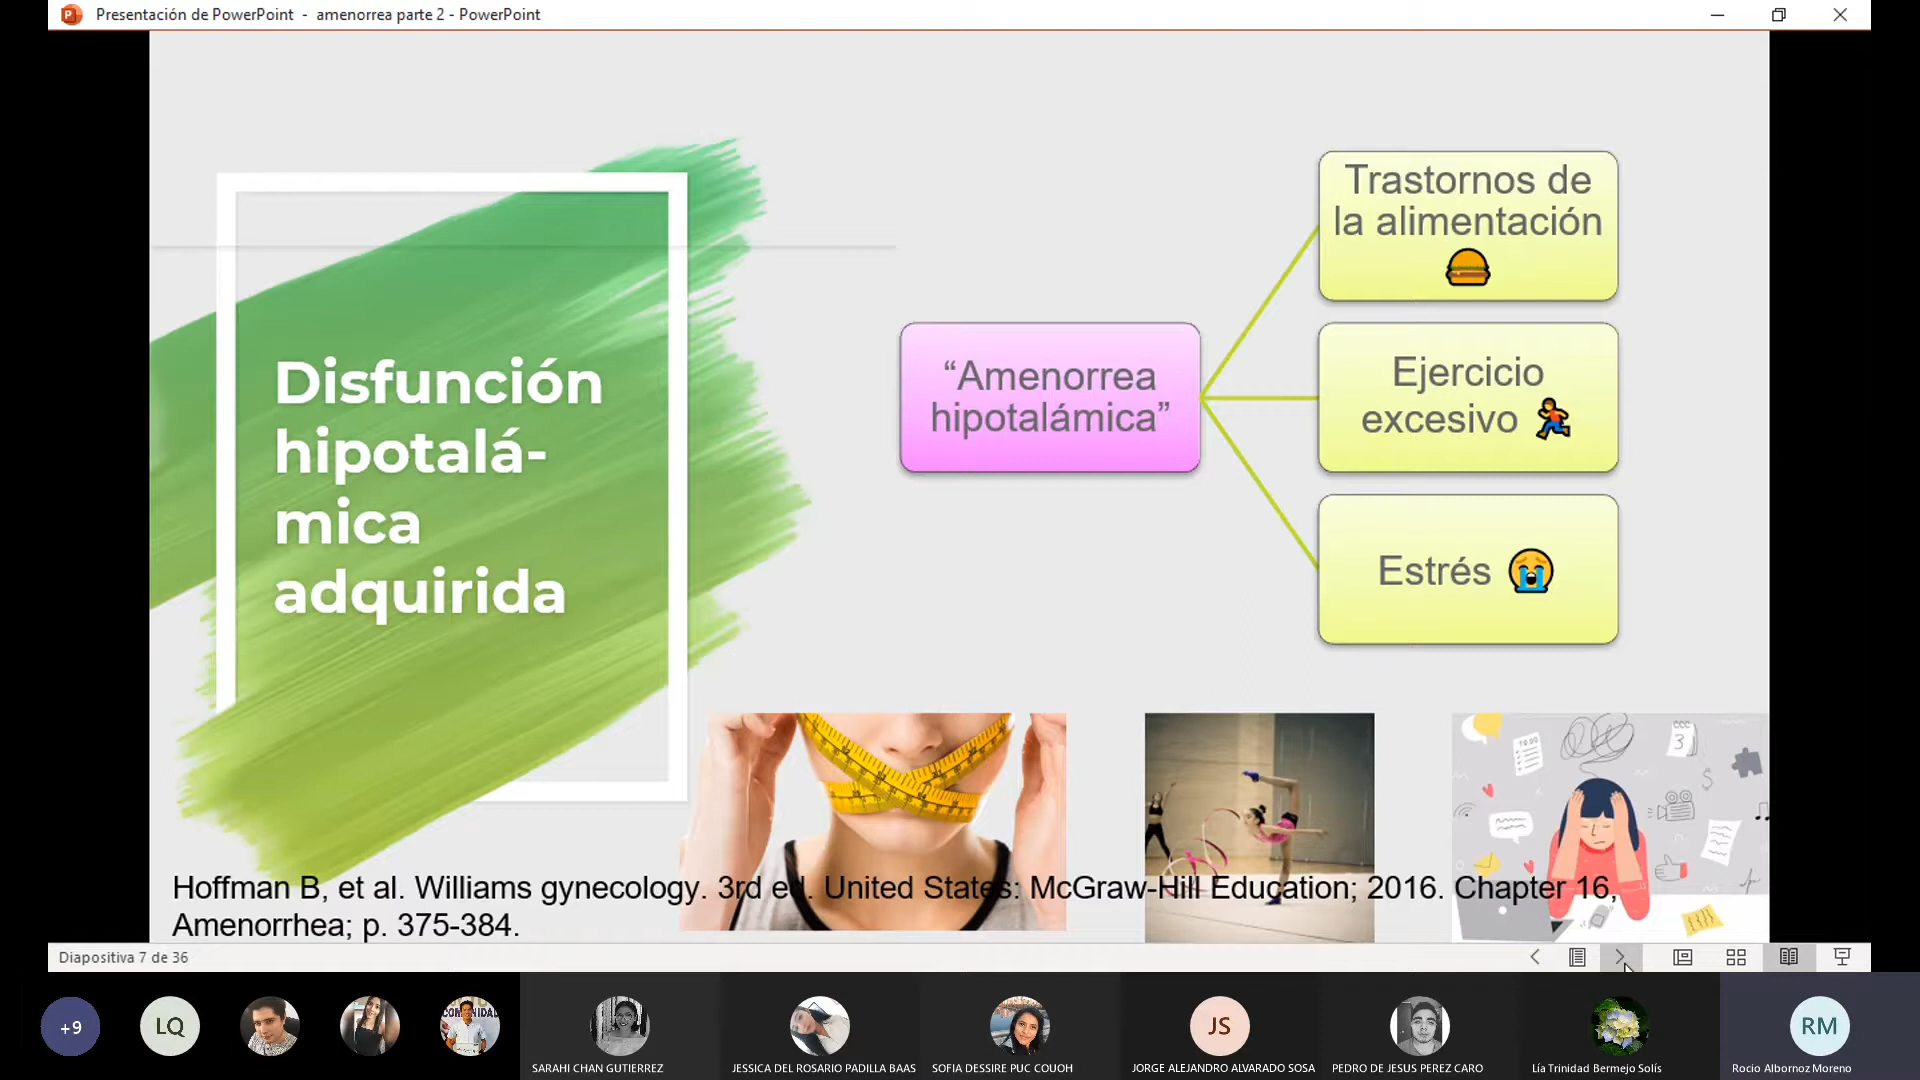 Presentación de PowerPoint - amenorrea parte 2 - PowerPoint
Disfunción
hipotalá-
mica
adquirida
“Amenorrea
hipotalámica”
Trastornos de
la alimentación
Ejercicio
excesivo
Estrés
Hoffman B, et al. Williams gynecology. 3rd ed. United States: McGraw-Hill Education; 2016. Chapter 16,
Amenorrhea; p. 375-384.
Diapositiva 7 de 36
+9
LQ
COMUNIDAD
JS
RM
SARAHI CHAN GUTIERREZ
JESSICA DEL ROSARIO PADILLA BAAS
SOFIA DESSIRE PUC COUOH
JORGE ALEJANDRO ALVARADO SOSA
PEDRO DE JESUS PEREZ CARO
Lía Trinidad Bermejo Solís
Rocio Albornoz Moreno